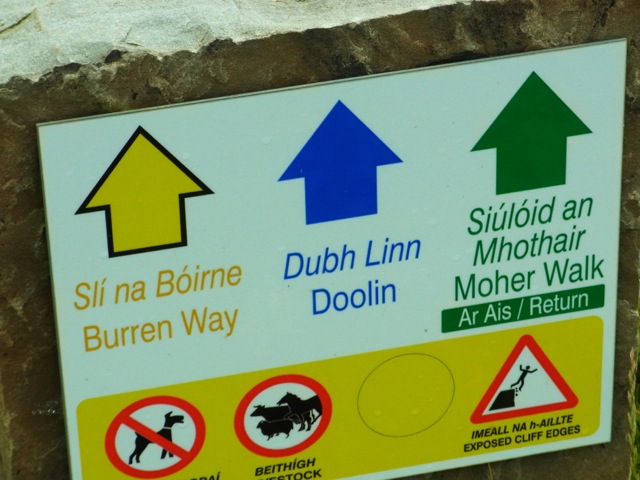 Slí na Bóirne
Burren Way
Dubh Linn
Doolin
Siúlóid an
Mhothair
Moher Walk
Ar Ais / Return
BEITHÍGH
IMEALL NA h-AILLTE
EXPOSED CLIFF EDGES